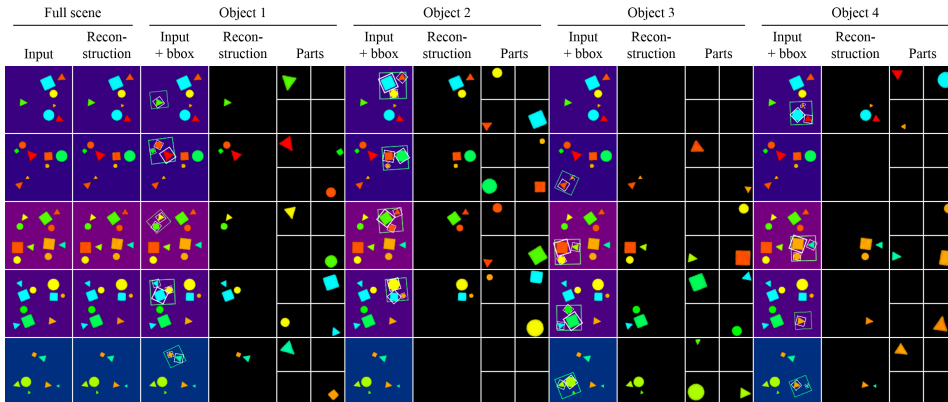 Full scene Object 1 Object 2 Object 3 Object 4
Input Recon-struction Input + bbox Recon-struction Parts Input + bbox Recon-struction Parts Input + bbox Recon-struction Parts Input + bbox Recon-struction Parts